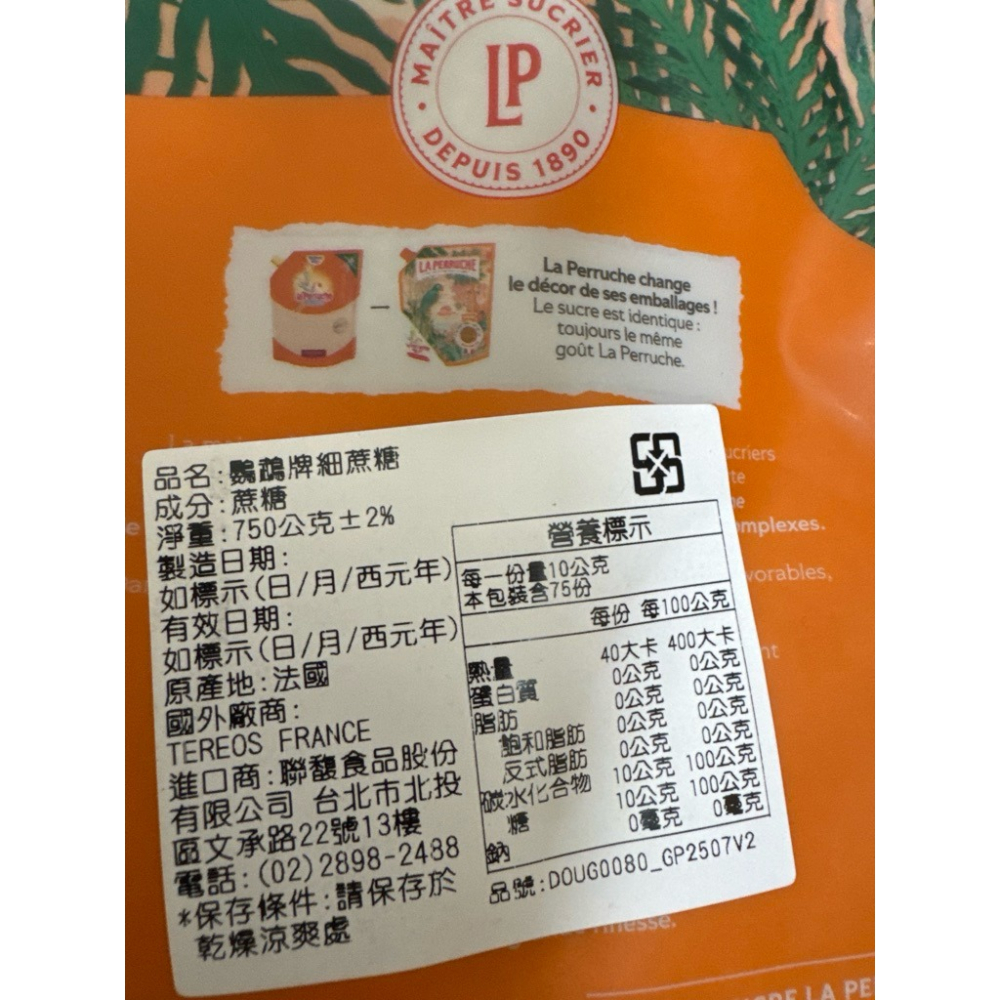 MAÎTRE SUCRIER
LP
DEPUIS 1890
LA PERRUCHE
La Perruche change
le décor de ses emballages !
Le sucre est identique :
toujours le même
goût La Perruche.
品名:鸚鵡牌細蔗糖
成分:蔗糖
淨重:750公克±2%
製造日期:
如標示(日/月/西元年)
有效日期:
如標示(日/月/西元年)
原產地:法國
國外廠商:
TEREOS FRANCE
進口商:聯馥食品股份
有限公司 台北市北投
區文承路22號13樓
電話:(02)2898-2488
*保存條件:請保存於
乾燥涼爽處
營養標示
每一份量10公克
本包裝含75份
每份 每100公克
熱量 40大卡 400大卡
蛋白質 0公克 0公克
脂肪 0公克 0公克
飽和脂肪 0公克 0公克
反式脂肪 0公克 0公克
碳水化合物 10公克 100公克
糖 10公克 100公克
鈉 0毫克 0毫克
品號:DOUG0080_GP2507V2